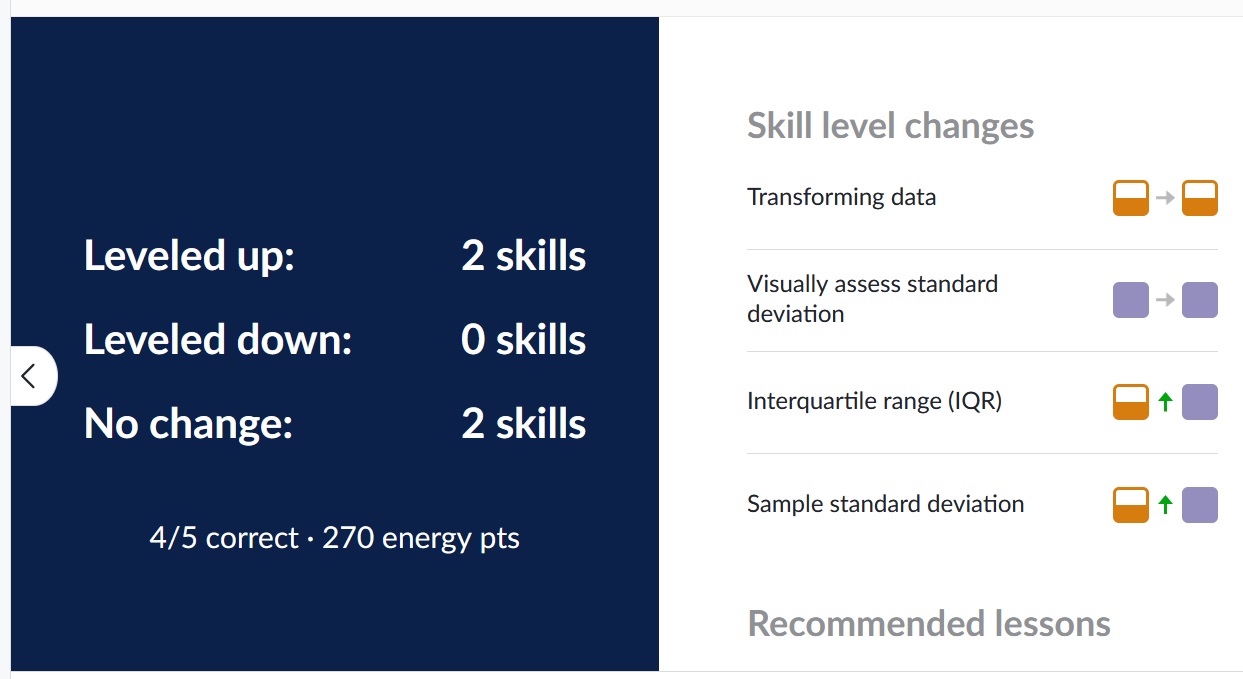 Leveled up: 2 skills
Leveled down: 0 skills
No change: 2 skills
4/5 correct · 270 energy pts
Skill level changes
Transforming data
Visually assess standard
deviation
Interquartile range (IQR)
Sample standard deviation
Recommended lessons